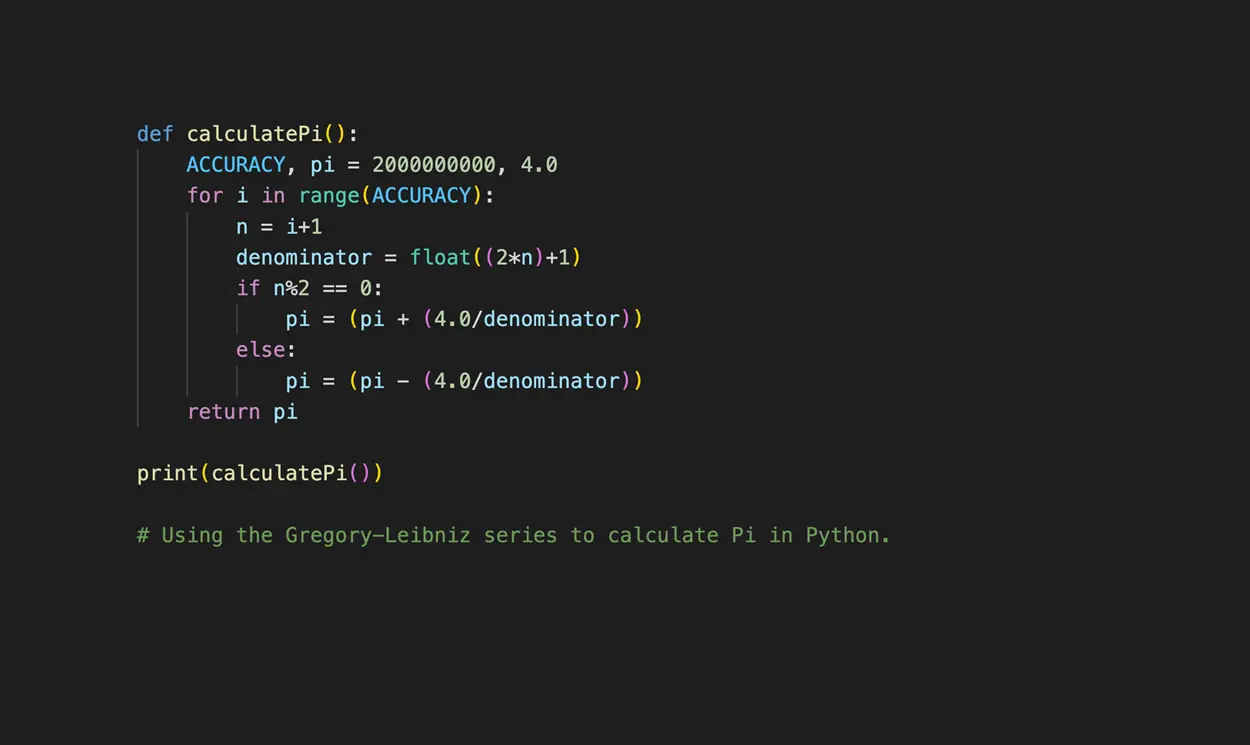 def calculatePi():
    ACCURACY, pi = 2000000000, 4.0
    for i in range(ACCURACY):
        n = i+1
        denominator = float((2*n)+1)
        if n%2 == 0:
            pi = (pi + (4.0/denominator))
        else:
            pi = (pi - (4.0/denominator))
    return pi

print(calculatePi())

# Using the Gregory-Leibniz series to calculate Pi in Python.